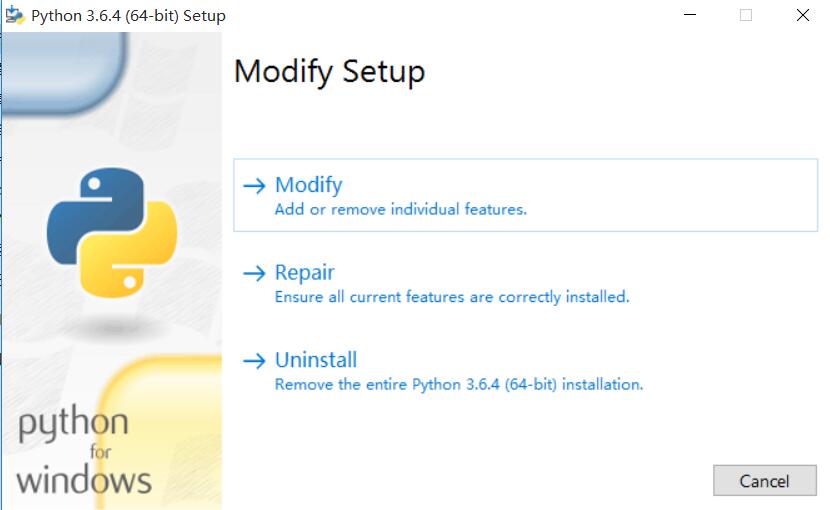 Python 3.6.4 (64-bit) Setup
Modify Setup
Modify
Add or remove individual features.
Repair
Ensure all current features are correctly installed.
Uninstall
Remove the entire Python 3.6.4 (64-bit) installation.
python
for
windows
Cancel